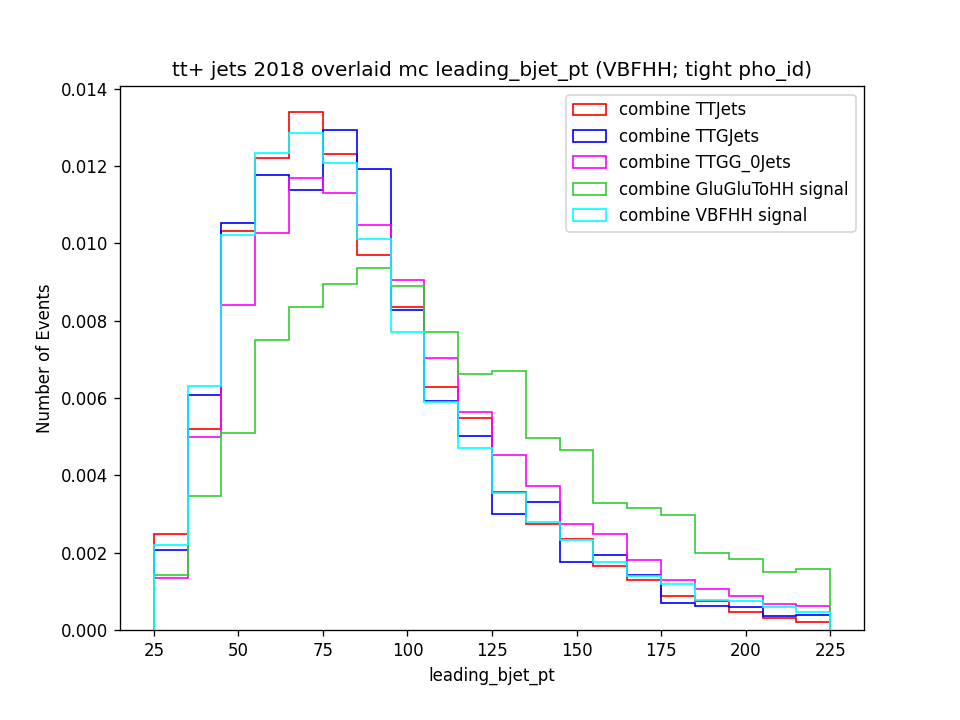 tt+ jets 2018 overlaid mc leading_bjet_pt (VBFHH; tight pho_id)
combine TTJets
combine TTGJets
combine TTGG_0Jets
combine GluGluToHH signal
combine VBFHH signal
Number of Events
0.014
0.012
0.010
0.008
0.006
0.004
0.002
0.000
25 50 75 100 125 150 175 200 225
leading_bjet_pt